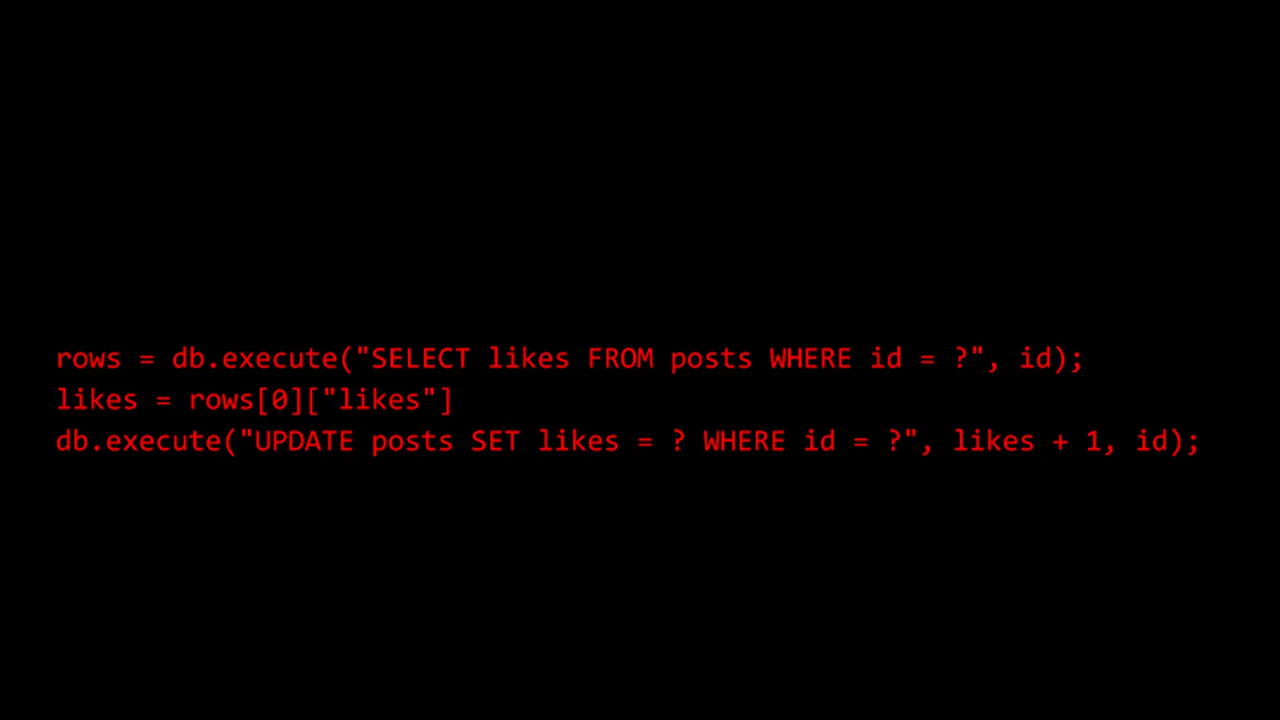 rows = db.execute("SELECT likes FROM posts WHERE id = ?", id);
likes = rows[0]["likes"]
db.execute("UPDATE posts SET likes = ? WHERE id = ?", likes + 1, id);